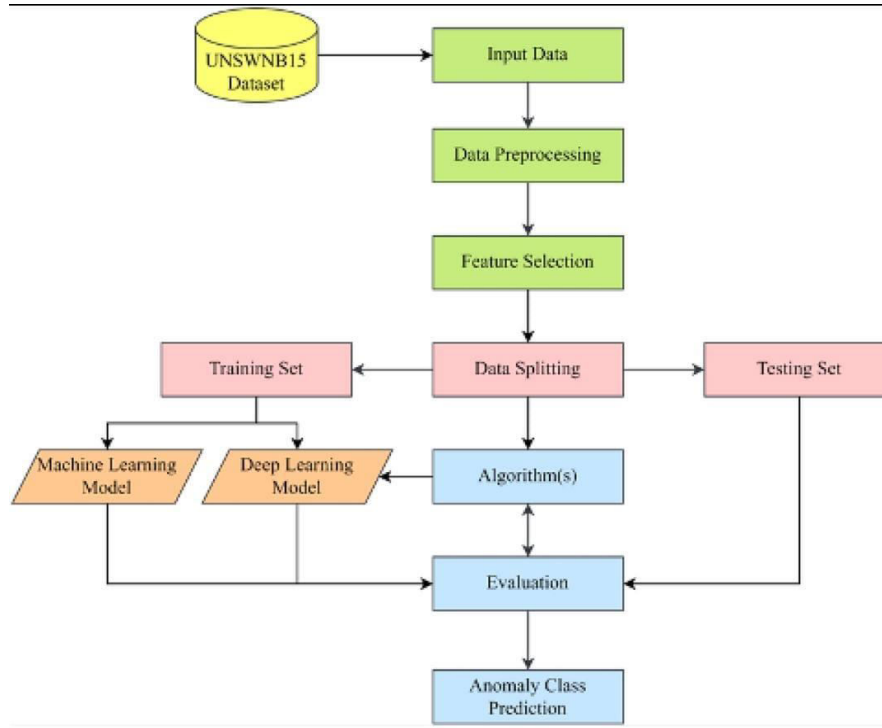 UNSWNB15
Dataset
Input Data
Data Preprocessing
Feature Selection
Training Set
Data Splitting
Testing Set
Machine Learning
Model
Deep Learning
Model
Algorithm(s)
Evaluation
Anomaly Class
Prediction